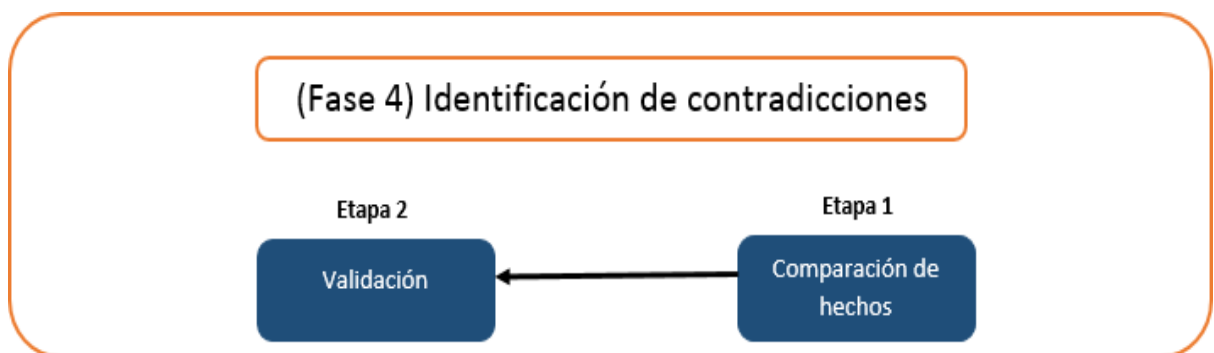 (Fase 4) Identificación de contradicciones
Etapa 2
Etapa 1
Validación
Comparación de
hechos